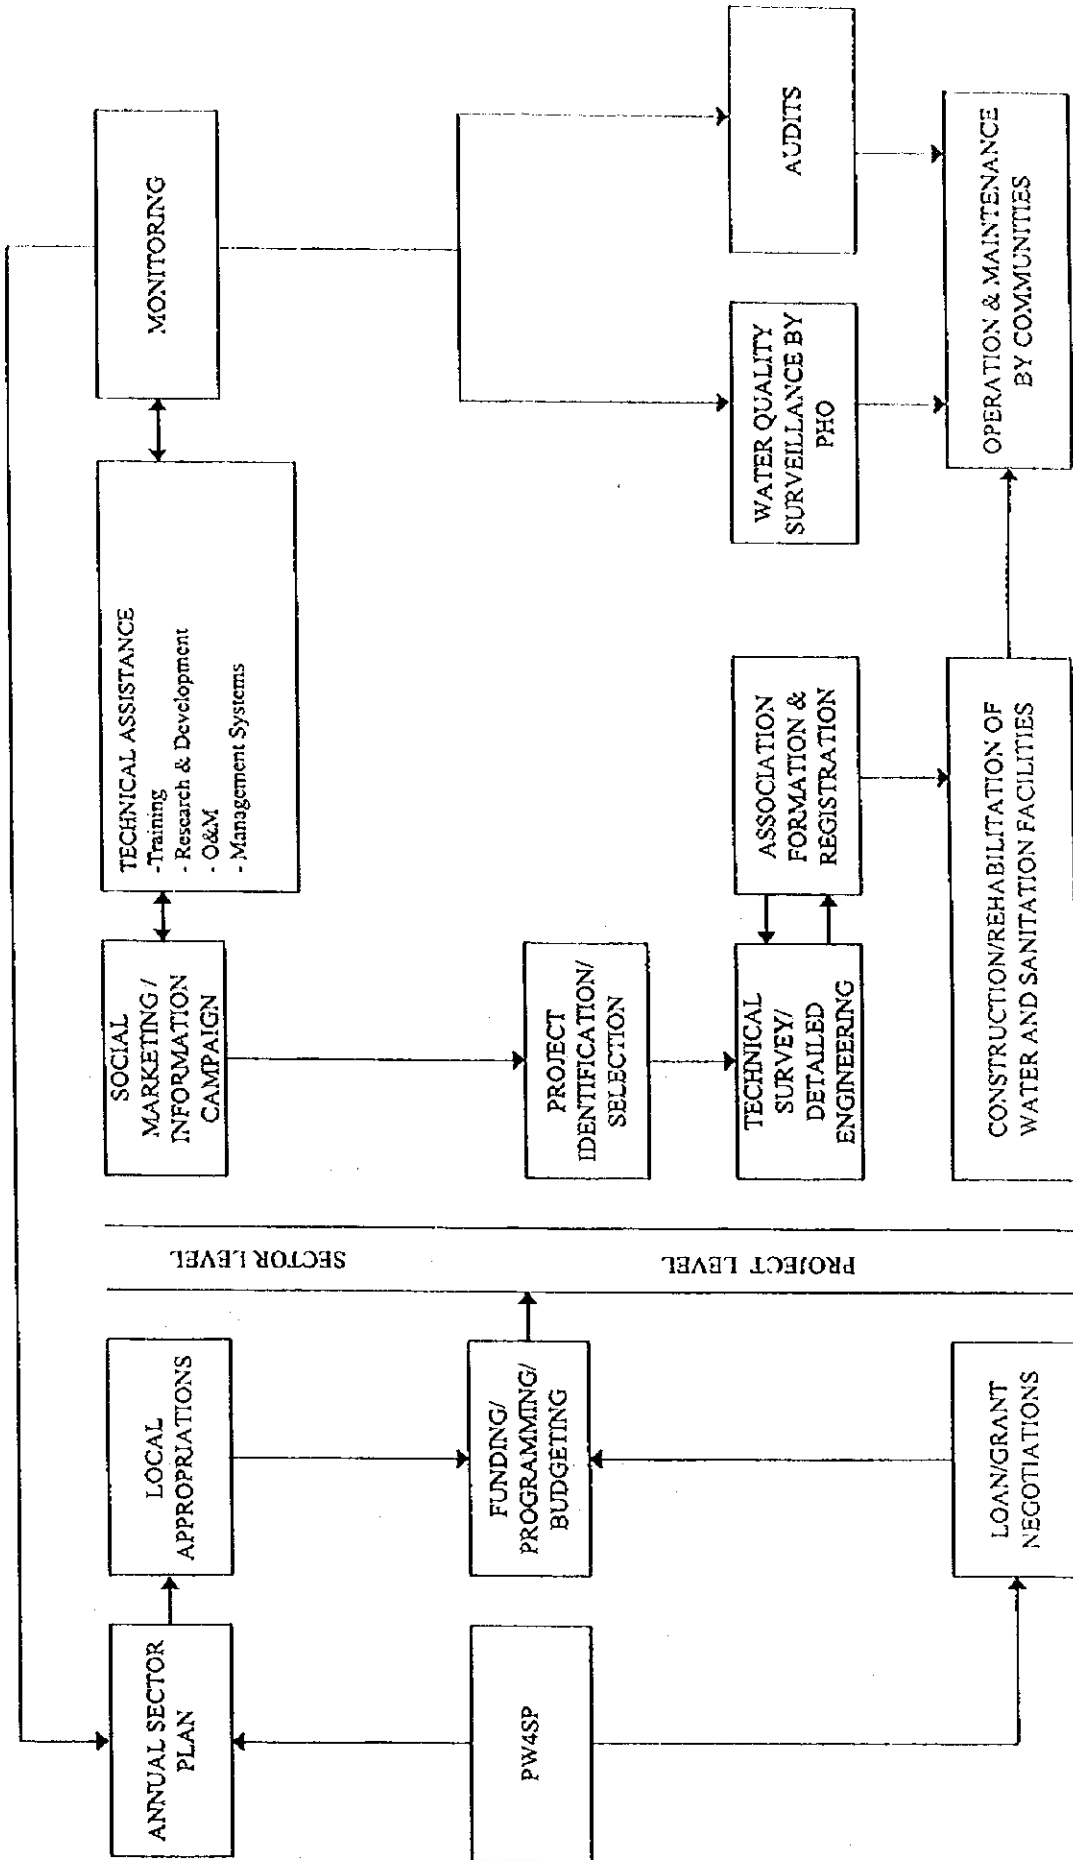 ANNUAL SECTOR
PLAN
LOCAL
APPROPRIATIONS
PW4SP
FUNDING/
PROGRAMMING/
BUDGETING
LOAN/GRANT
NEGOTIATIONS
SECTOR LEVEL
PROJECT LEVEL
SOCIAL
MARKETING /
INFORMATION
CAMPAIGN
TECHNICAL ASSISTANCE
-Training
- Research & Development
- O&M
- Management Systems
MONITORING
PROJECT
IDENTIFICATION/
SELECTION
TECHNICAL
SURVEY/
DETAILED
ENGINEERING
ASSOCIATION
FORMATION &
REGISTRATION
WATER QUALITY
SURVEILLANCE BY
PHO
AUDITS
CONSTRUCTION/REHABILITATION OF
WATER AND SANITATION FACILITIES
OPERATION & MAINTENANCE
BY COMMUNITIES